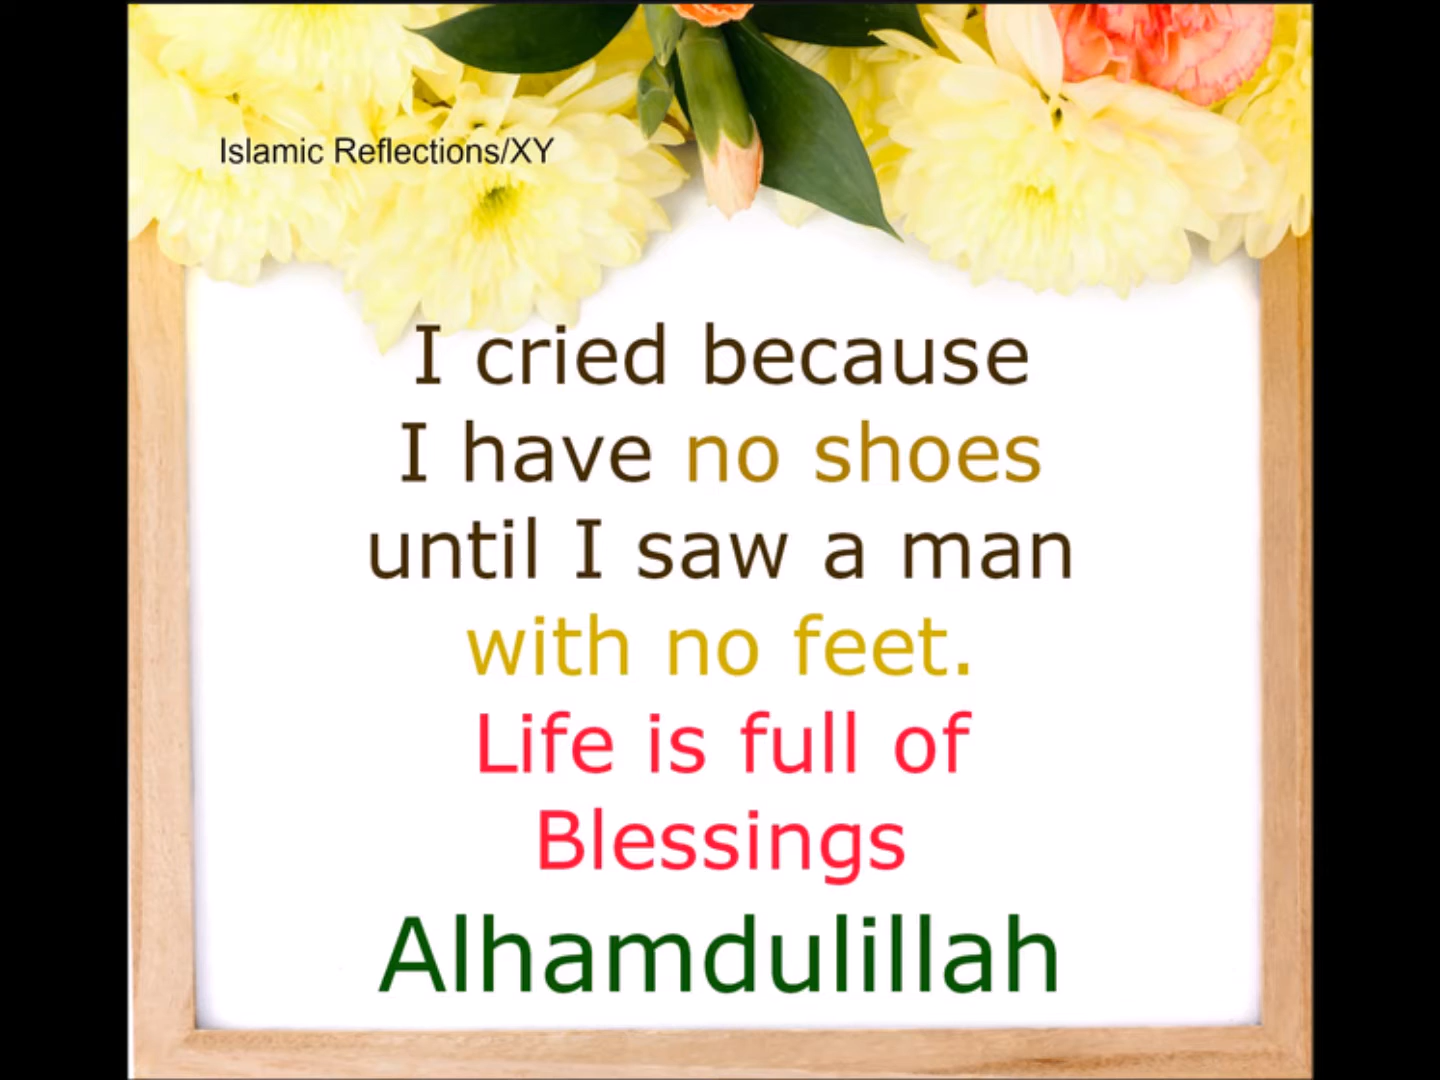 Islamic Reflections/XY
I cried because
I have no shoes
until I saw a man
with no feet.
Life is full of
Blessings
Alhamdulillah